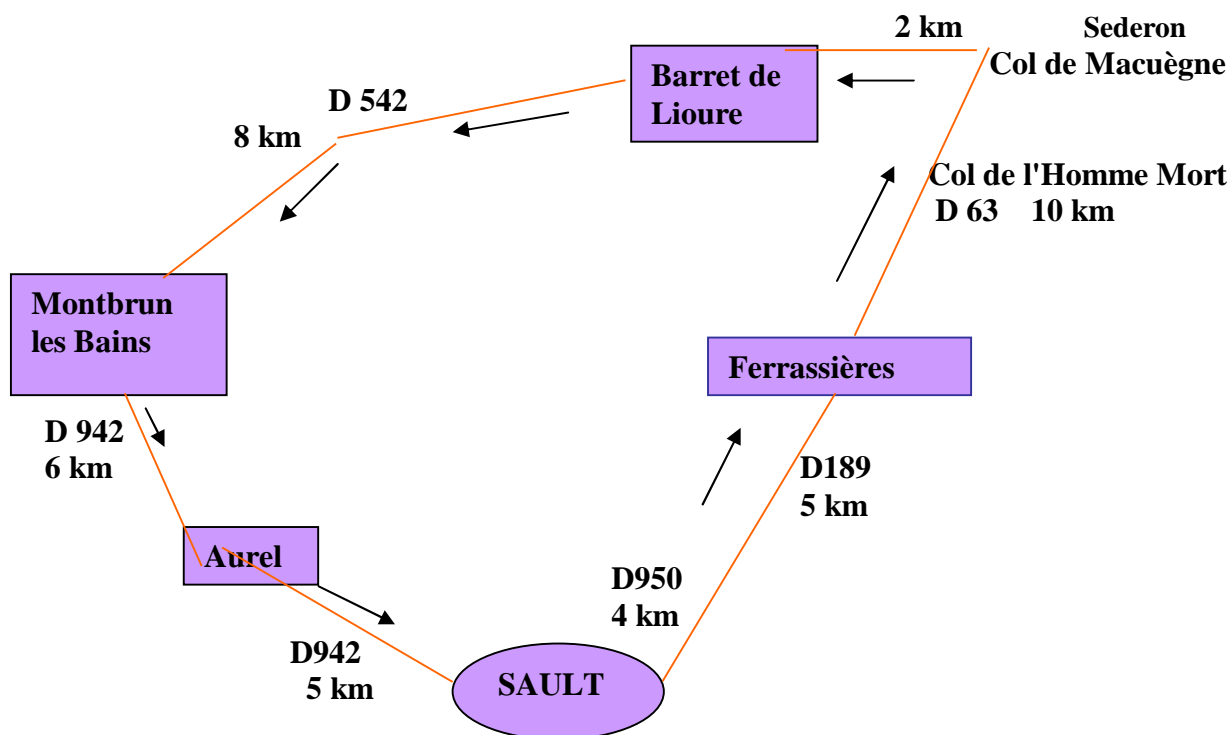 2 km
Sederon
Col de Macuègne
Barret de
Lioure
D 542
8 km
Col de l'Homme Mort
D 63 10 km
Montbrun
les Bains
Ferrassières
D 942
6 km
D189
5 km
Aurel
D950
4 km
D942
5 km
SAULT